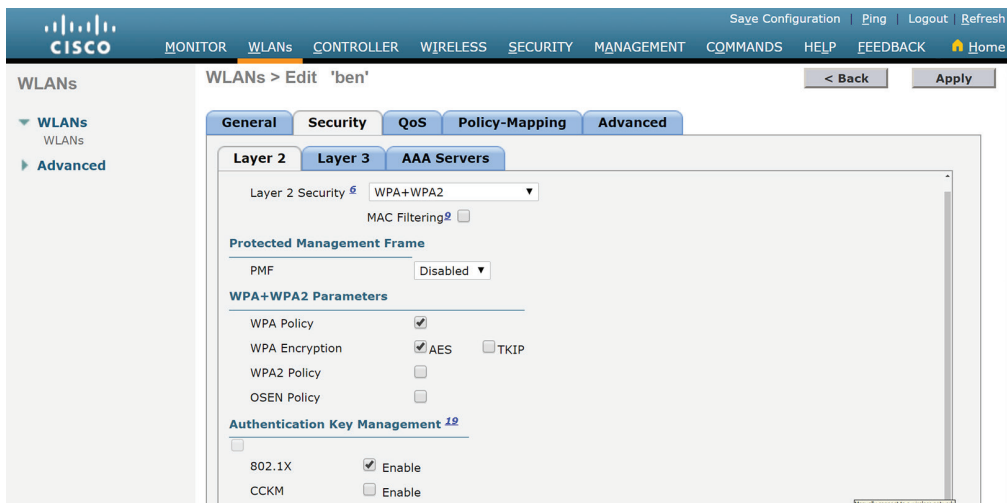 Save Configuration | Ping | Logout | Refresh
CISCO
MONITOR WLANs CONTROLLER WIRELESS SECURITY MANAGEMENT COMMANDS HELP FEEDBACK Home
WLANs
WLANs
WLANs
Advanced
WLANs > Edit 'ben'
< Back
Apply
General Security QoS Policy-Mapping Advanced
Layer 2 Layer 3 AAA Servers
Layer 2 Security 6 WPA+WPA2
MAC Filtering 9
Protected Management Frame
PMF Disabled
WPA+WPA2 Parameters
WPA Policy
WPA Encryption AES TKIP
WPA2 Policy
OSEN Policy
Authentication Key Management 19
802.1X Enable
CCKM Enable